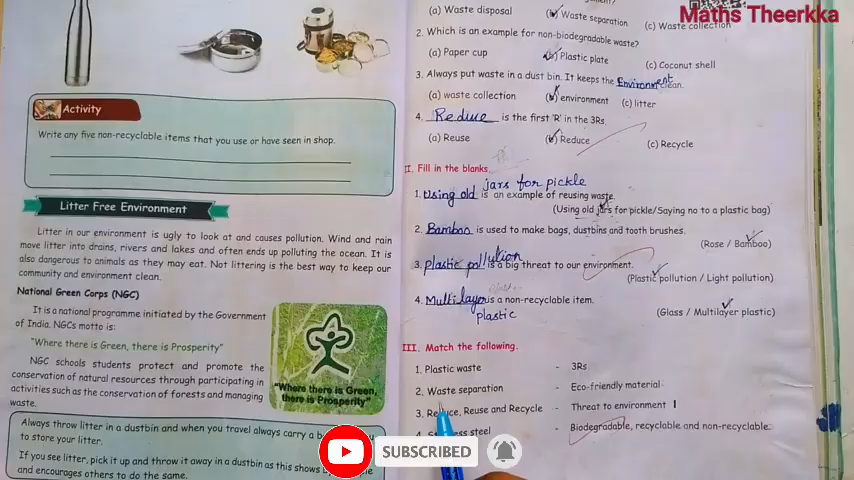 Activity
Write any five non-recyclable items that you use or have seen in shop.
Litter Free Environment
Litter in our environment is ugly to look at and causes pollution. Wind and rain
move litter into drains, rivers and lakes and often ends up polluting the ocean. It is
also dangerous to animals as they may eat. Not littering is the best way to keep our
community and environment clean.
National Green Corps (NGC)
It is a national programme initiated by the Government
of India. NGCs motto is:
"Where there is Green, there is Prosperity"
NGC schools students protect and promote the
conservation of natural resources through participating in
activities such as the conservation of forests and managing
waste.
"Where there is Green,
there is Prosperity"
Always throw litter in a dustbin and when you travel always carry a
to store your litter.
If you see litter, pick it up and throw it away in a dustbin as this shows
and encourages others to do the same.
Maths Theerkka
(a) Waste disposal (b) Waste separation (c) Waste collection
2. Which is an example for non-biodegradable waste?
(a) Paper cup (b) Plastic plate (c) Coconut shell
3. Always put waste in a dust bin. It keeps the Environment clean.
(a) waste collection (b) environment (c) litter
4. Reduce is the first 'R' in the 3Rs.
(a) Reuse (b) Reduce (c) Recycle
II. Fill in the blanks.
1. Using old jars for pickle is an example of reusing waste.
(Using old jars for pickle/Saying no to a plastic bag)
2. Bamboo is used to make bags, dustbins and tooth brushes.
(Rose / Bamboo)
3. plastic pollution is a big threat to our environment.
(Plastic pollution / Light pollution)
4. Multilayer plastic is a non-recyclable item.
(Glass / Multilayer plastic)
III. Match the following.
1. Plastic waste - 3Rs
2. Waste separation - Eco-friendly material
3. Reduce, Reuse and Recycle - Threat to environment 1
4. steel - Biodegradable, recyclable and non-recyclable
SUBSCRIBED